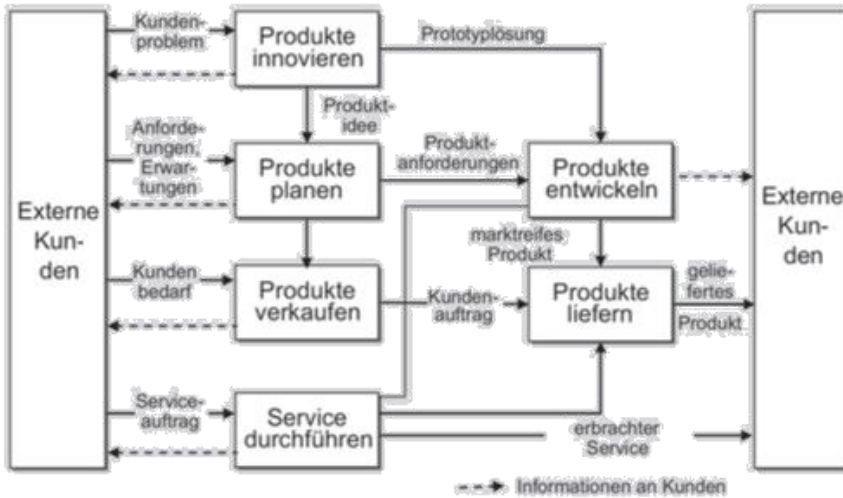 Externe
Kun-
den
Kunden-
problem
Produkte
innovieren
Prototyplösung
Produkt-
idee
Anforde-
rungen,
Erwar-
tungen
Produkte
planen
Produkt-
anforderungen
Produkte
entwickeln
marktreifes
Produkt
Kunden
bedarf
Produkte
verkaufen
Kunden-
auftrag
Produkte
liefern
gelie-
fertes
Produkt
Externe
Kun-
den
Service-
auftrag
Service
durchführen
erbrachter
Service
Informationen an Kunden